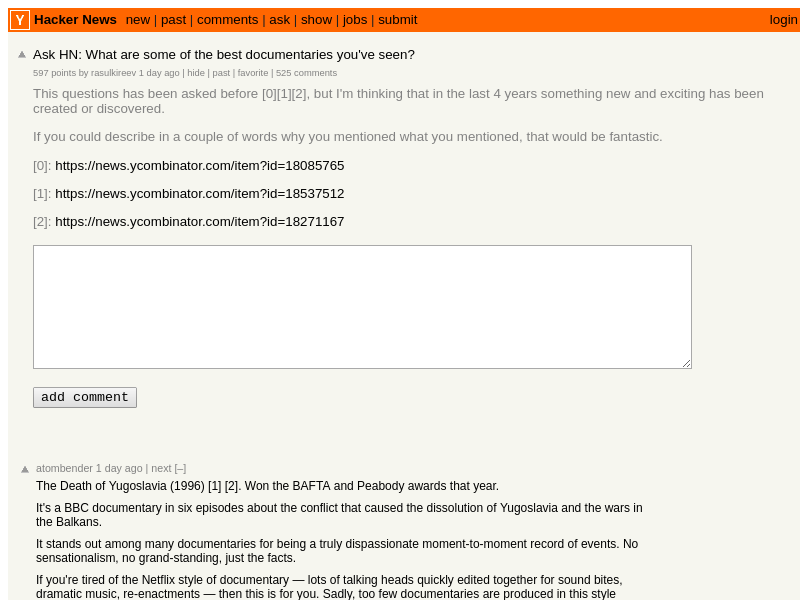 Y Hacker News new | past | comments | ask | show | jobs | submit login
Ask HN: What are some of the best documentaries you've seen?
597 points by rasulkireev 1 day ago | hide | past | favorite | 525 comments
This questions has been asked before [0][1][2], but I'm thinking that in the last 4 years something new and exciting has been
created or discovered.
If you could describe in a couple of words why you mentioned what you mentioned, that would be fantastic.
[0]: https://news.ycombinator.com/item?id=18085765
[1]: https://news.ycombinator.com/item?id=18537512
[2]: https://news.ycombinator.com/item?id=18271167
add comment
atombender 1 day ago | next [–]
The Death of Yugoslavia (1996) [1] [2]. Won the BAFTA and Peabody awards that year.
It's a BBC documentary in six episodes about the conflict that caused the dissolution of Yugoslavia and the wars in
the Balkans.
It stands out among many documentaries for being a truly dispassionate moment-to-moment record of events. No
sensationalism, no grand-standing, just the facts.
If you're tired of the Netflix style of documentary — lots of talking heads quickly edited together for sound bites,
dramatic music, re-enactments — then this is for you. Sadly, too few documentaries are produced in this style